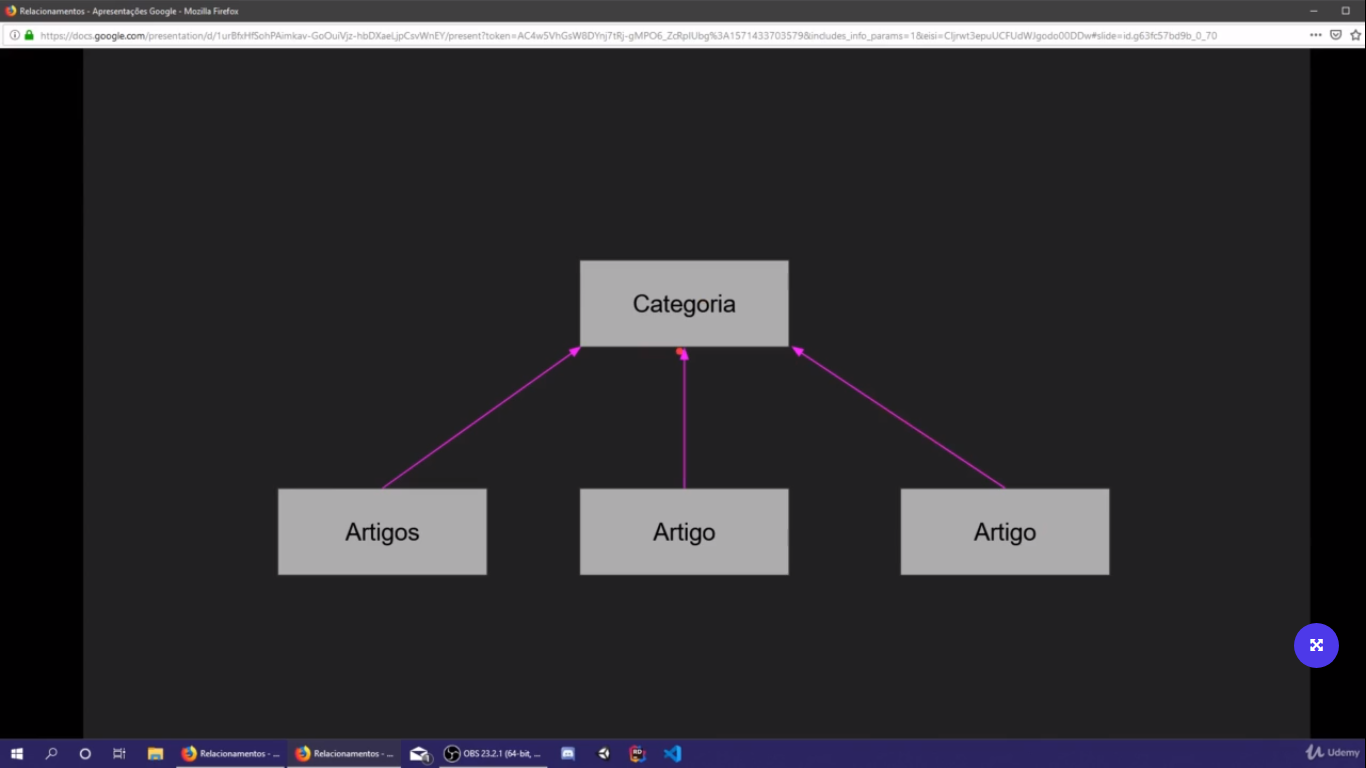 Relacionamentos - Apresentações Google - Mozilla Firefox
Categoria
Artigos Artigo Artigo
Relacionamentos - ... Relacionamentos - ... OBS 23.2.1 (64-bit, ... Udemy